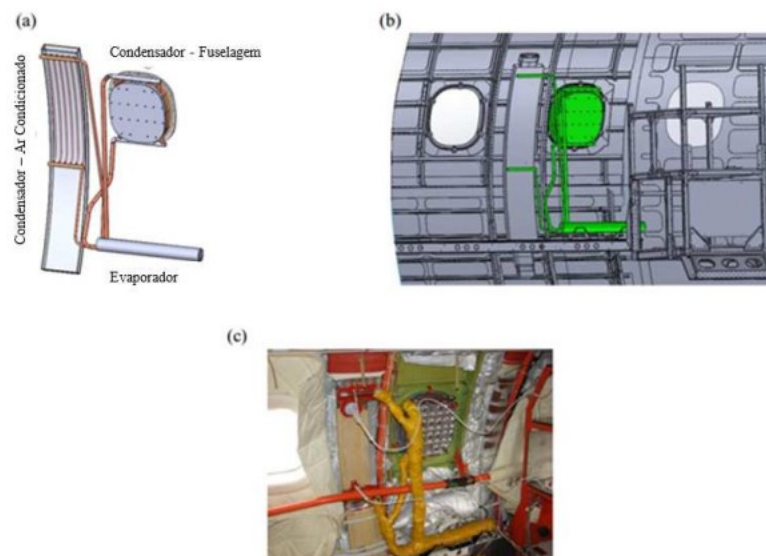 (a)
(b)
Condensador - Fuselagem
Condensador – Ar Condicionado
Evaporador
(c)